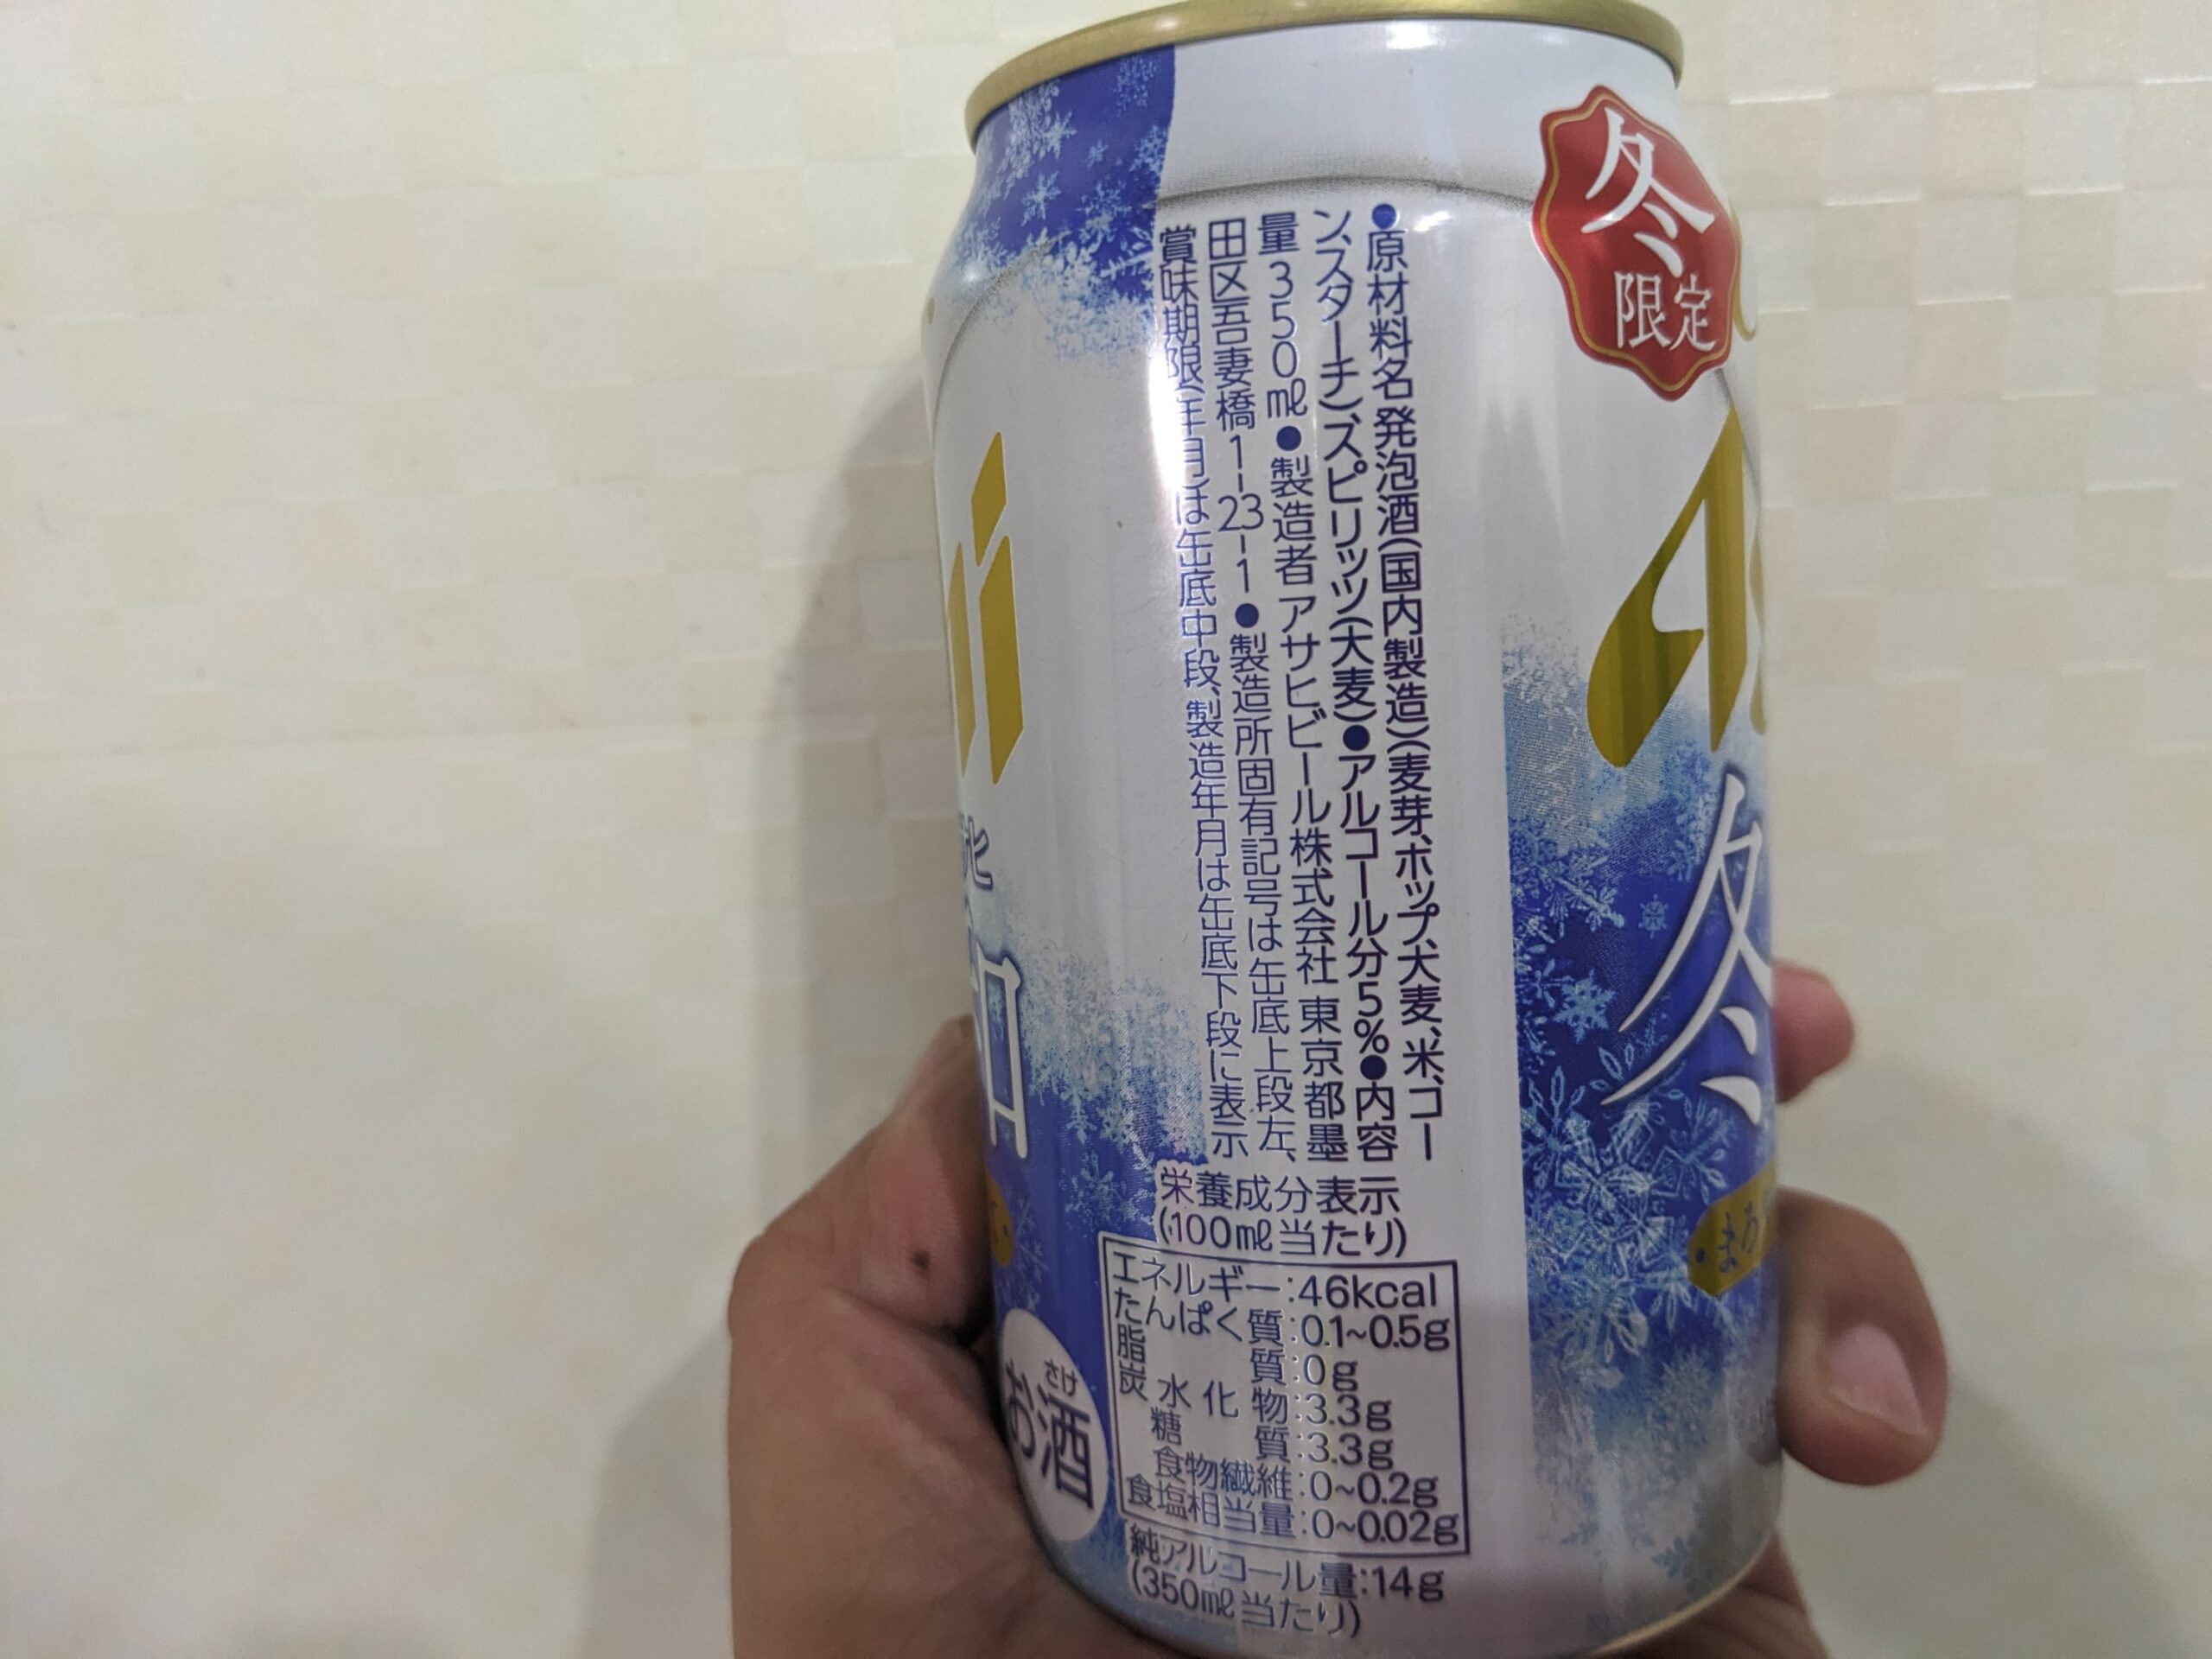 ●原材料名 発泡酒(国内製造)(麦芽、ホップ、大麦、米、コー
ンスターチ)、スピリッツ(大麦)●アルコール分5%●内容
量 350㎖●製造者 アサヒビール株式会社 東京都墨
田区吾妻橋1-23-1●製造所固有記号は缶底上段左、
賞味期限(年月)は缶底中段、製造年月は缶底下段に表示
栄養成分表示
(100㎖当たり)
エネルギー:46kcal
たんぱく質:0.1~0.5g
脂質:0g
炭水化物:3.3g
糖質:3.3g
食物繊維:0~0.2g
食塩相当量:0~0.02g
純アルコール量:14g
(350㎖当たり)
さけ
お酒
冬
限定
冬